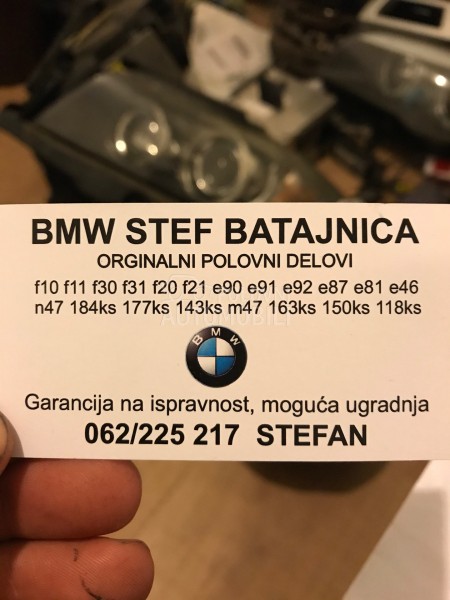 BMW STEF BATAJNICA
ORGINALNI POLOVNI DELOVI
f10 f11 f30 f31 f20 f21 e90 e91 e92 e87 e81 e46
n47 184ks 177ks 143ks m47 163ks 150ks 118ks
BMW
Garancija na ispravnost, moguća ugradnja
062/225 217 STEFAN